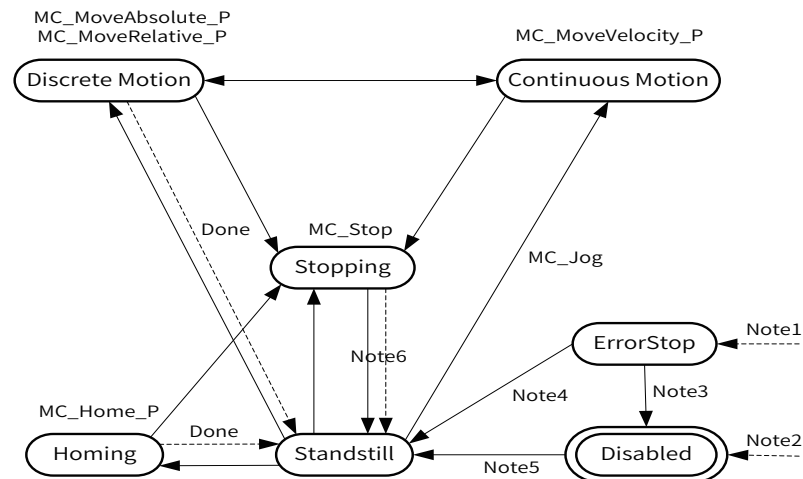 MC_MoveAbsolute_P
MC_MoveRelative_P
MC_MoveVelocity_P
Discrete Motion
Continuous Motion
Done
MC_Stop
Stopping
MC_Jog
Note1
ErrorStop
Note6
Note4
Note3
MC_Home_P
Done
Note2
Homing
Standstill
Disabled
Note5